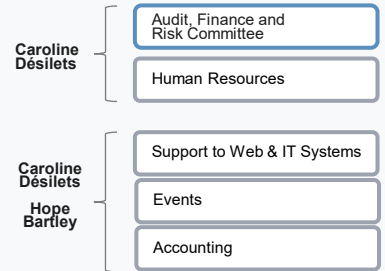 Caroline
Désilets
Audit, Finance and
Risk Committee
Human Resources
Caroline
Désilets
Hope
Bartley
Support to Web & IT Systems
Events
Accounting